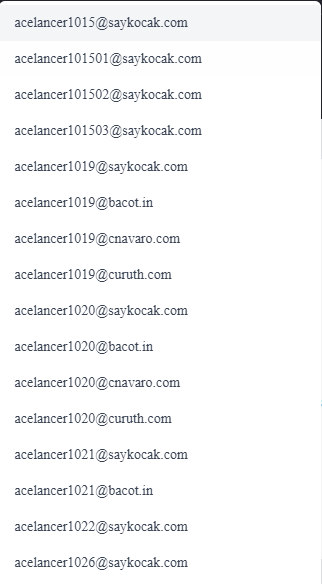 acelancer1015@saykocak.com
acelancer101501@saykocak.com
acelancer101502@saykocak.com
acelancer101503@saykocak.com
acelancer1019@saykocak.com
acelancer1019@bacot.in
acelancer1019@cnavaro.com
acelancer1019@curuth.com
acelancer1020@saykocak.com
acelancer1020@bacot.in
acelancer1020@cnavaro.com
acelancer1020@curuth.com
acelancer1021@saykocak.com
acelancer1021@bacot.in
acelancer1022@saykocak.com
acelancer1026@saykocak.com